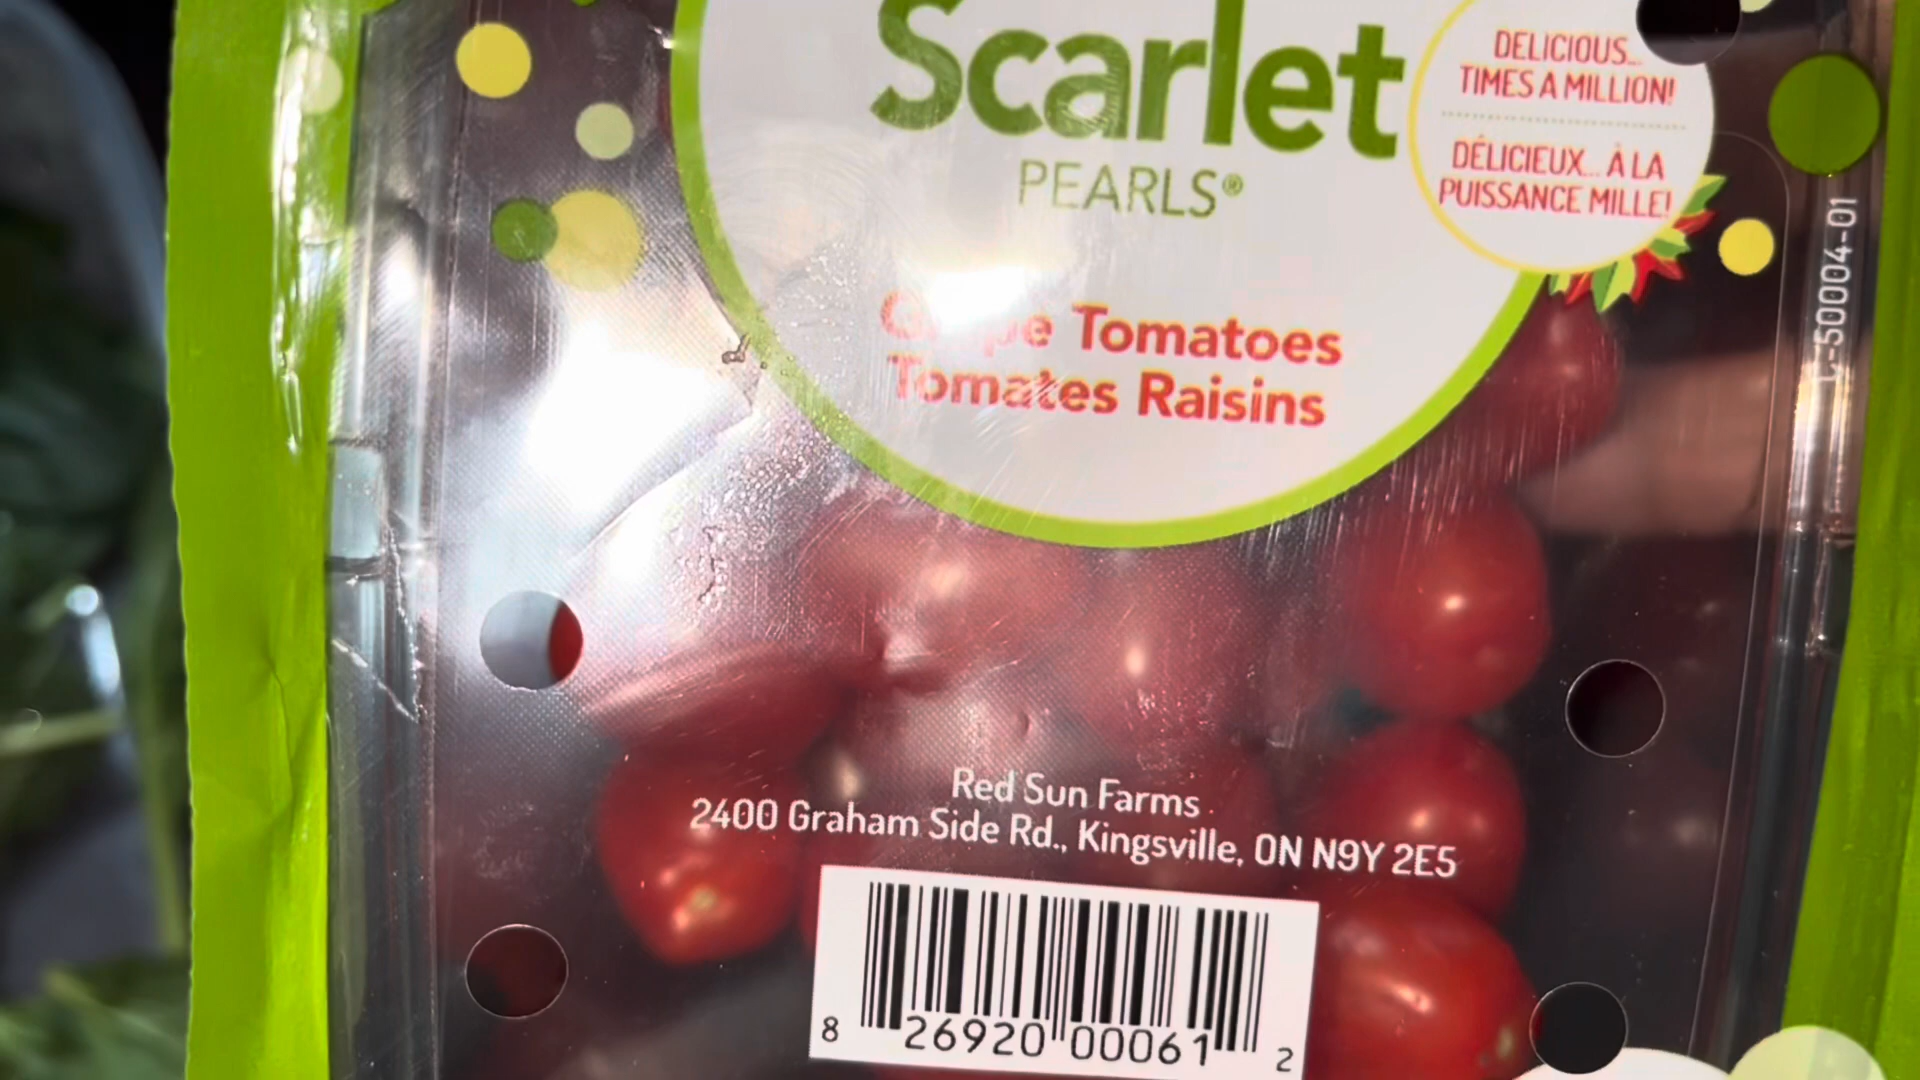 Scarlet
PEARLS®
DELICIOUS...
TIMES A MILLION!
DÉLICIEUX... À LA
PUISSANCE MILLE!
Grape Tomatoes
Tomates Raisins
L-50004-01
Red Sun Farms
2400 Graham Side Rd., Kingsville, ON N9Y 2E5
8 26920 00061 2